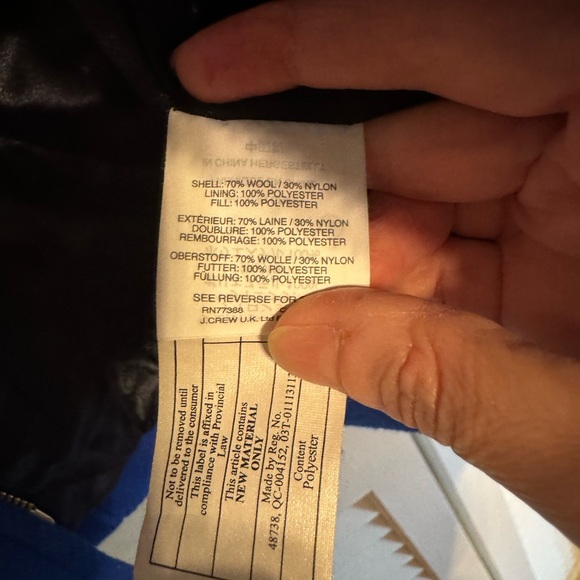 SHELL: 70% WOOL / 30% NYLON
LINING: 100% POLYESTER
FILL: 100% POLYESTER
EXTÉRIEUR: 70% LAINE / 30% NYLON
DOUBLURE: 100% POLYESTER
REMBOURRAGE: 100% POLYESTER
OBERSTOFF: 70% WOLLE / 30% NYLON
FUTTER: 100% POLYESTER
FÜLLUNG: 100% POLYESTER
SEE REVERSE FOR
RN77388
J.CREW U.K. Ltd
Not to be removed until
delivered to the consumer
This label is affixed in
compliance with Provincial
Law
This article contains
NEW MATERIAL
ONLY
Made by Reg. No.
48738, QC-004152, 03T-0111311
Content
Polyester